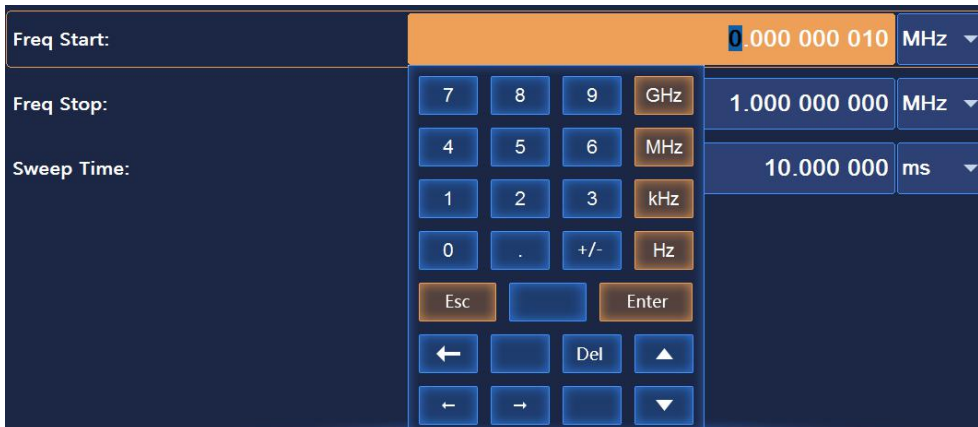 Freq Start: 0.000 000 010 MHz
Freq Stop: 1.000 000 000 MHz
Sweep Time: 10.000 000 ms
7 8 9 GHz
4 5 6 MHz
1 2 3 kHz
0 . +/- Hz
Esc Enter
← Del ▲
← → ▼